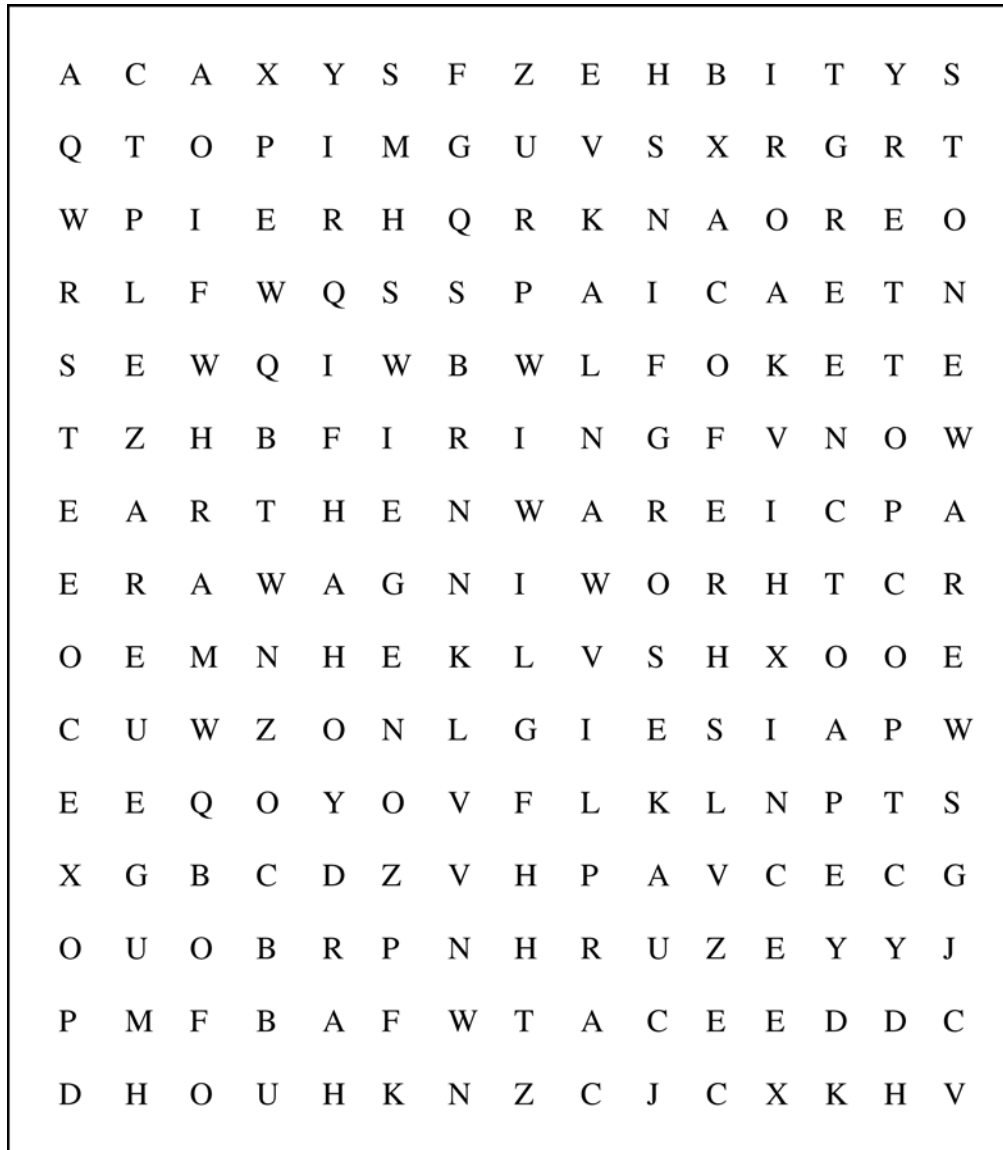 A C A X Y S F Z E H B I T Y S
Q T O P I M G U V S X R G R T
W P I E R H Q R K N A O R E O
R L F W Q S S P A I C A E T N
S E W Q I W B W L F O K E T E
T Z H B F I R I N G F V N O W
E A R T H E N W A R E I C P A
E R A W A G N I W O R H T C R
O E M N H E K L V S H X O O E
C U W Z O N L G I E S I A P W
E E Q O Y O V F L K L N P T S
X G B C D Z V H P A V C E C G
O U O B R P N H R U Z E Y Y J
P M F B A F W T A C E E D D C
D H O U H K N Z C J C X K H V